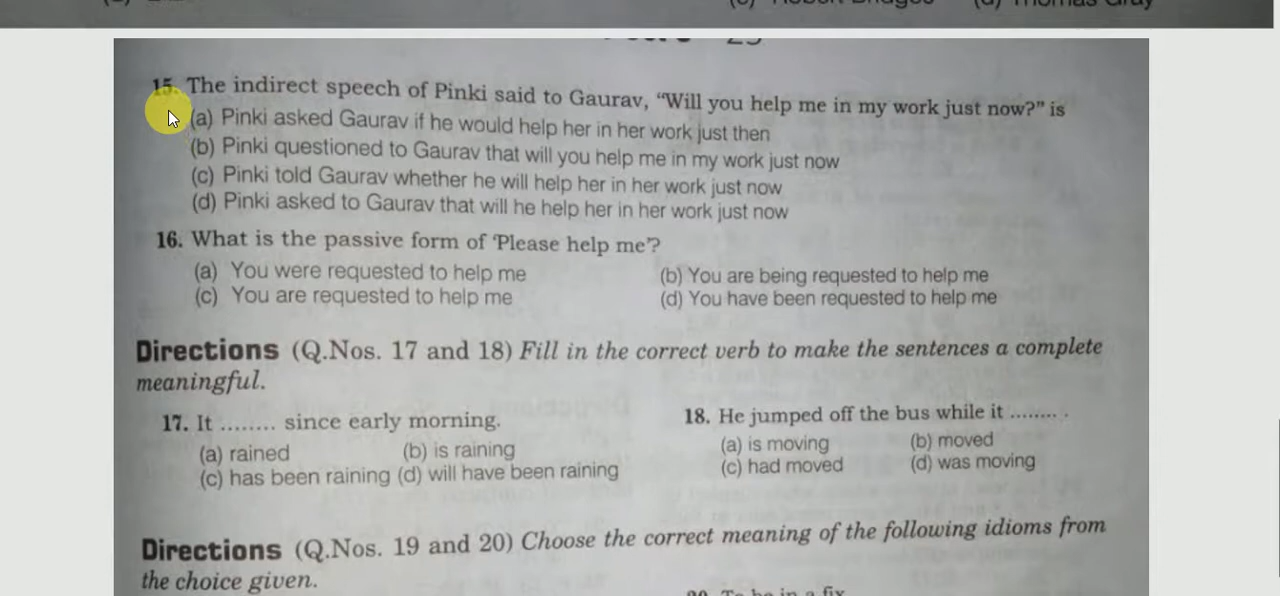 15. The indirect speech of Pinki said to Gaurav, “Will you help me in my work just now?” is
(a) Pinki asked Gaurav if he would help her in her work just then
(b) Pinki questioned to Gaurav that will you help me in my work just now
(c) Pinki told Gaurav whether he will help her in her work just now
(d) Pinki asked to Gaurav that will he help her in her work just now
16. What is the passive form of ‘Please help me’?
(a) You were requested to help me (b) You are being requested to help me
(c) You are requested to help me (d) You have been requested to help me
Directions (Q.Nos. 17 and 18) Fill in the correct verb to make the sentences a complete
meaningful.
17. It ........ since early morning.
(a) rained (b) is raining
(c) has been raining (d) will have been raining
18. He jumped off the bus while it ........ .
(a) is moving (b) moved
(c) had moved (d) was moving
Directions (Q.Nos. 19 and 20) Choose the correct meaning of the following idioms from
the choice given.
20. To be in a fix